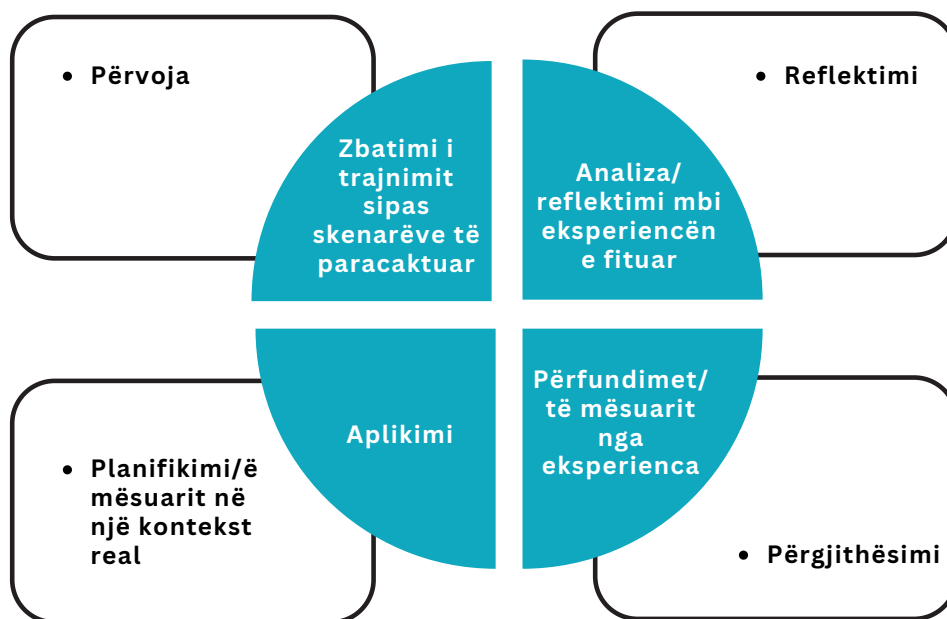 • Përvoja
Zbatimi i
trajnimit
sipas
skenarëve të
paracaktuar
• Reflektimi
Analiza/
reflektimi mbi
eksperiencën
e fituar
• Planifikimi/ë
mësuarit në
një kontekst
real
Aplikimi
Përfundimet/
të mësuarit
nga
eksperienca
• Përgjithësimi